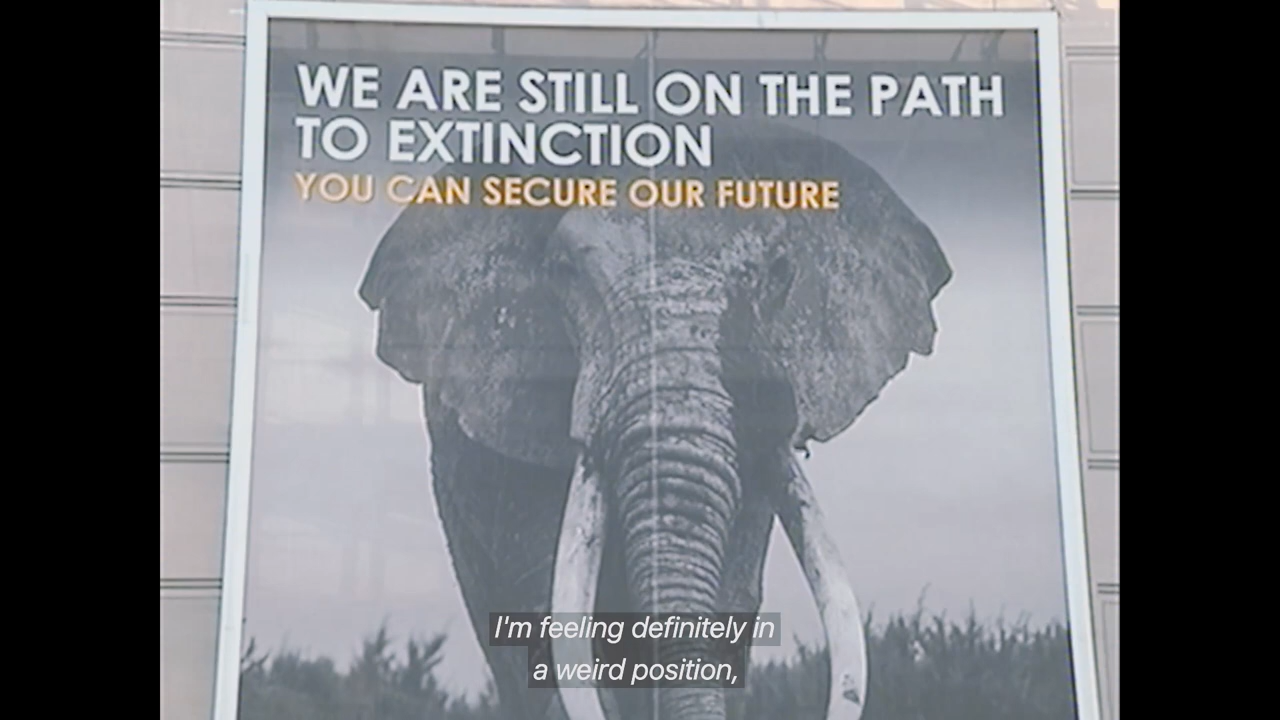 WE ARE STILL ON THE PATH
TO EXTINCTION
YOU CAN SECURE OUR FUTURE
I'm feeling definitely in
a weird position,